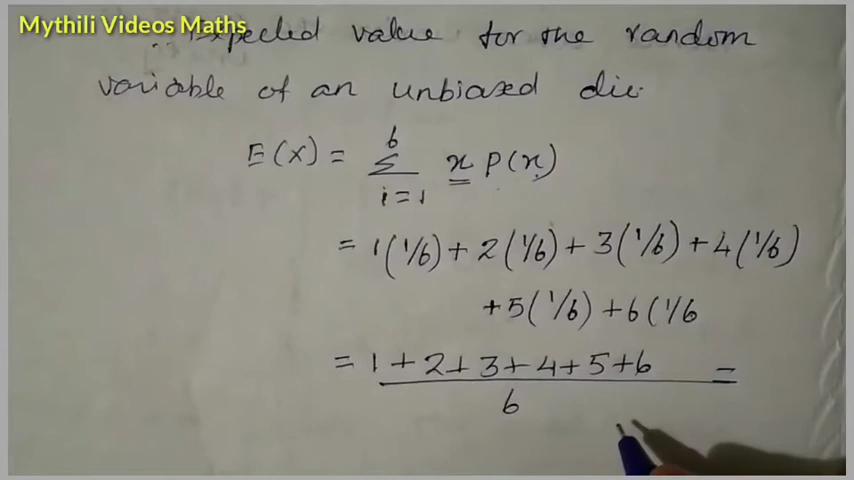 Mythili Videos Maths
∴ Expected value for the random
variable of an unbiased die.
E(X) = 6 Σ i=1 x P(x)
= 1(1/6) + 2(1/6) + 3(1/6) + 4(1/6)
+ 5(1/6) + 6(1/6
= 1 + 2 + 3 + 4 + 5 + 6 =
6